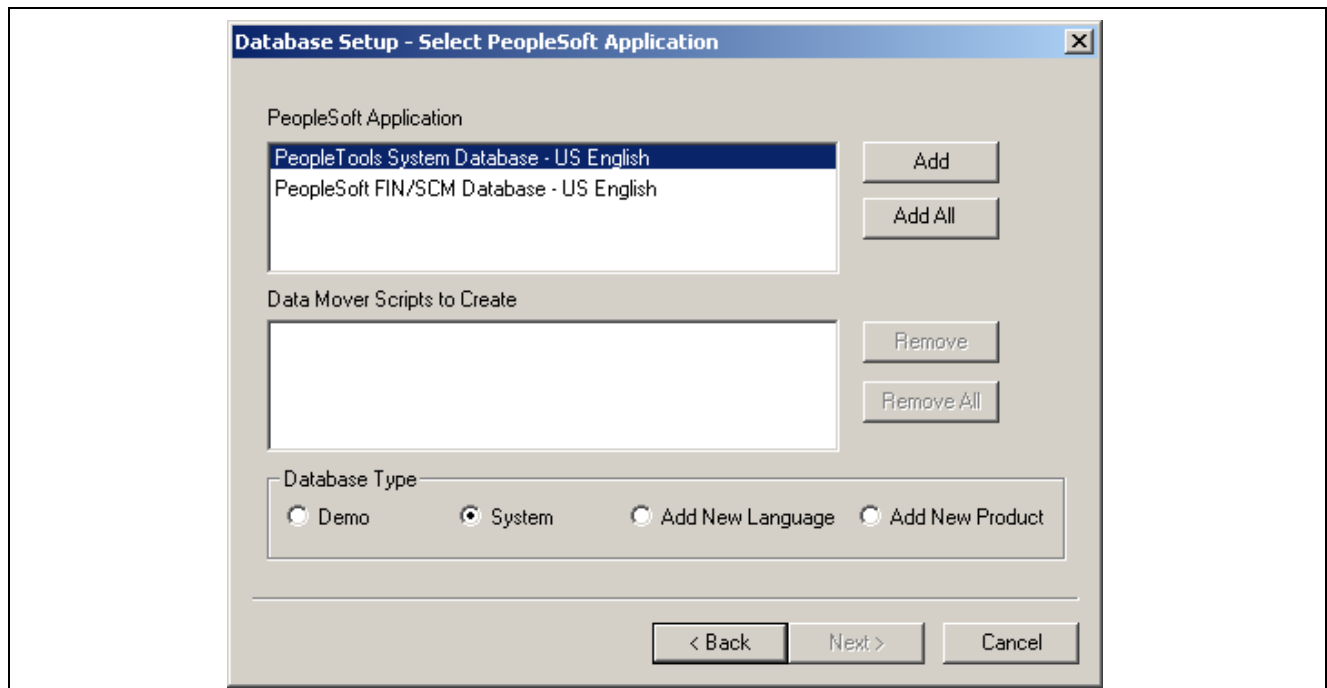 Database Setup - Select PeopleSoft Application
PeopleSoft Application
PeopleTools System Database - US English
PeopleSoft FIN/SCM Database - US English
Add
Add All
Data Mover Scripts to Create
Remove
Remove All
Database Type
Demo System Add New Language Add New Product
< Back Next > Cancel